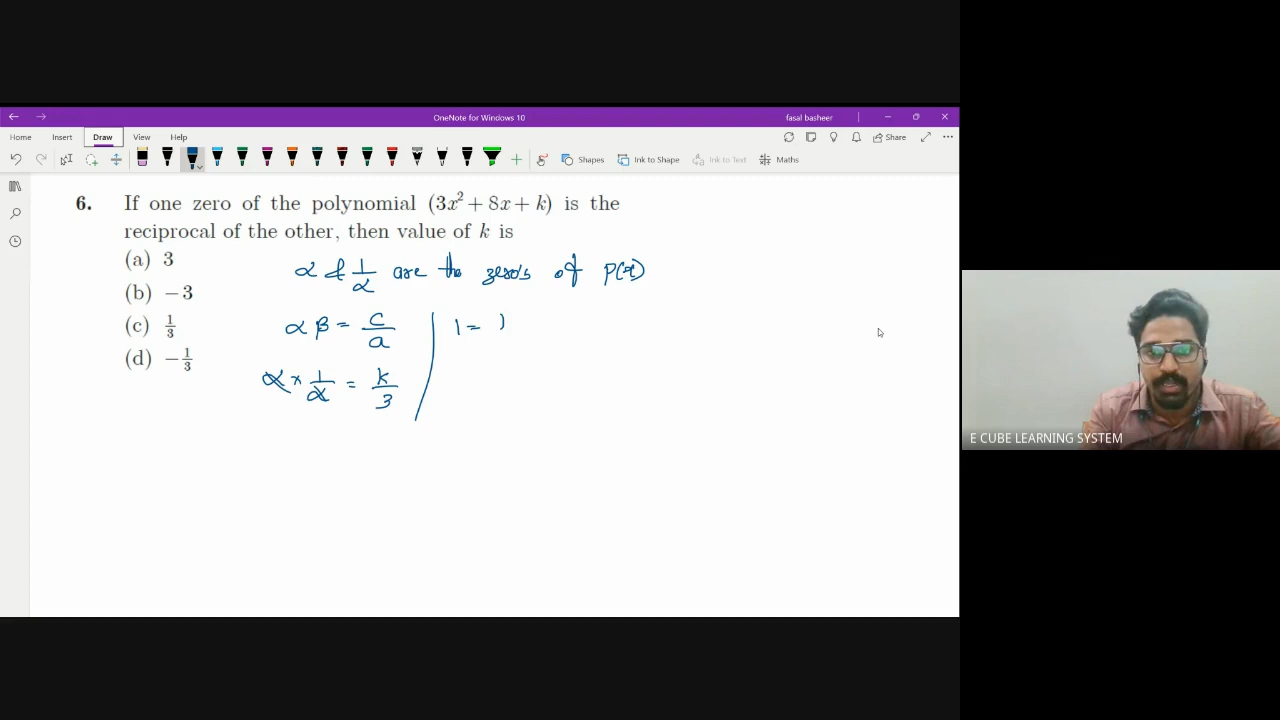 OneNote for Windows 10
fasal basheer
Home Insert Draw View Help
Share
Shapes Ink to Shape Ink to Text Maths
6. If one zero of the polynomial (3x² + 8x + k) is the
reciprocal of the other, then value of k is
(a) 3
(b) −3
(c) 1/3
(d) −1/3
α & 1/α are the zero's of p(x)
αβ = c/a
α × 1/α = k/3
1 =
E CUBE LEARNING SYSTEM